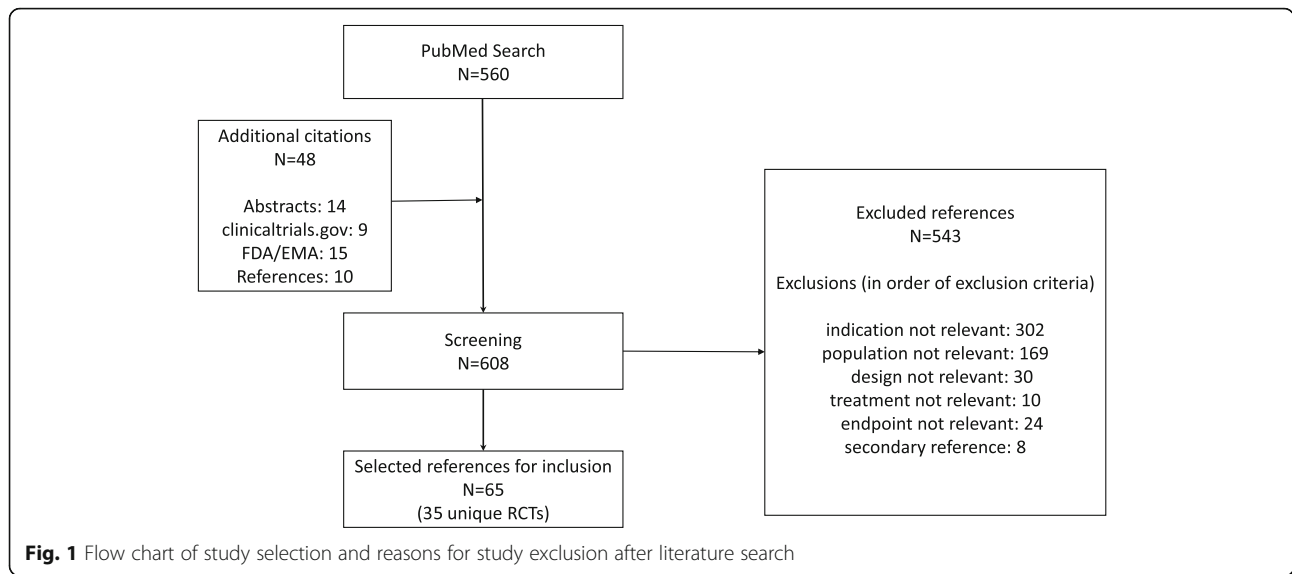 PubMed Search
N=560
Additional citations
N=48
Abstracts: 14
clinicaltrials.gov: 9
FDA/EMA: 15
References: 10
Screening
N=608
Excluded references
N=543
Exclusions (in order of exclusion criteria)
indication not relevant: 302
population not relevant: 169
design not relevant: 30
treatment not relevant: 10
endpoint not relevant: 24
secondary reference: 8
Selected references for inclusion
N=65
(35 unique RCTs)
Fig. 1 Flow chart of study selection and reasons for study exclusion after literature search